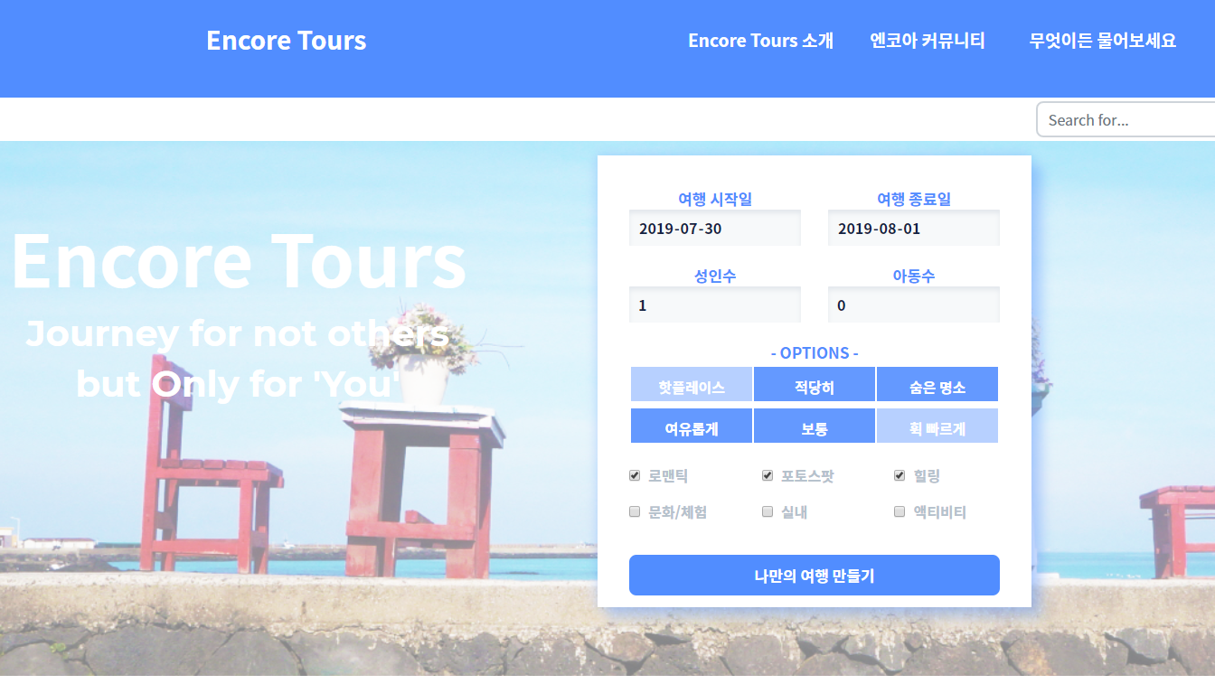 Encore Tours
Encore Tours 소개
엔코아 커뮤니티
무엇이든 물어보세요
Search for...
Encore Tours
Journey for not others
but Only for 'You'
여행 시작일
여행 종료일
2019-07-30
2019-08-01
성인수
아동수
1
0
- OPTIONS -
핫플레이스
적당히
숨은 명소
여유롭게
보통
휙 빠르게
로맨틱
포토스팟
힐링
문화/체험
실내
액티비티
나만의 여행 만들기